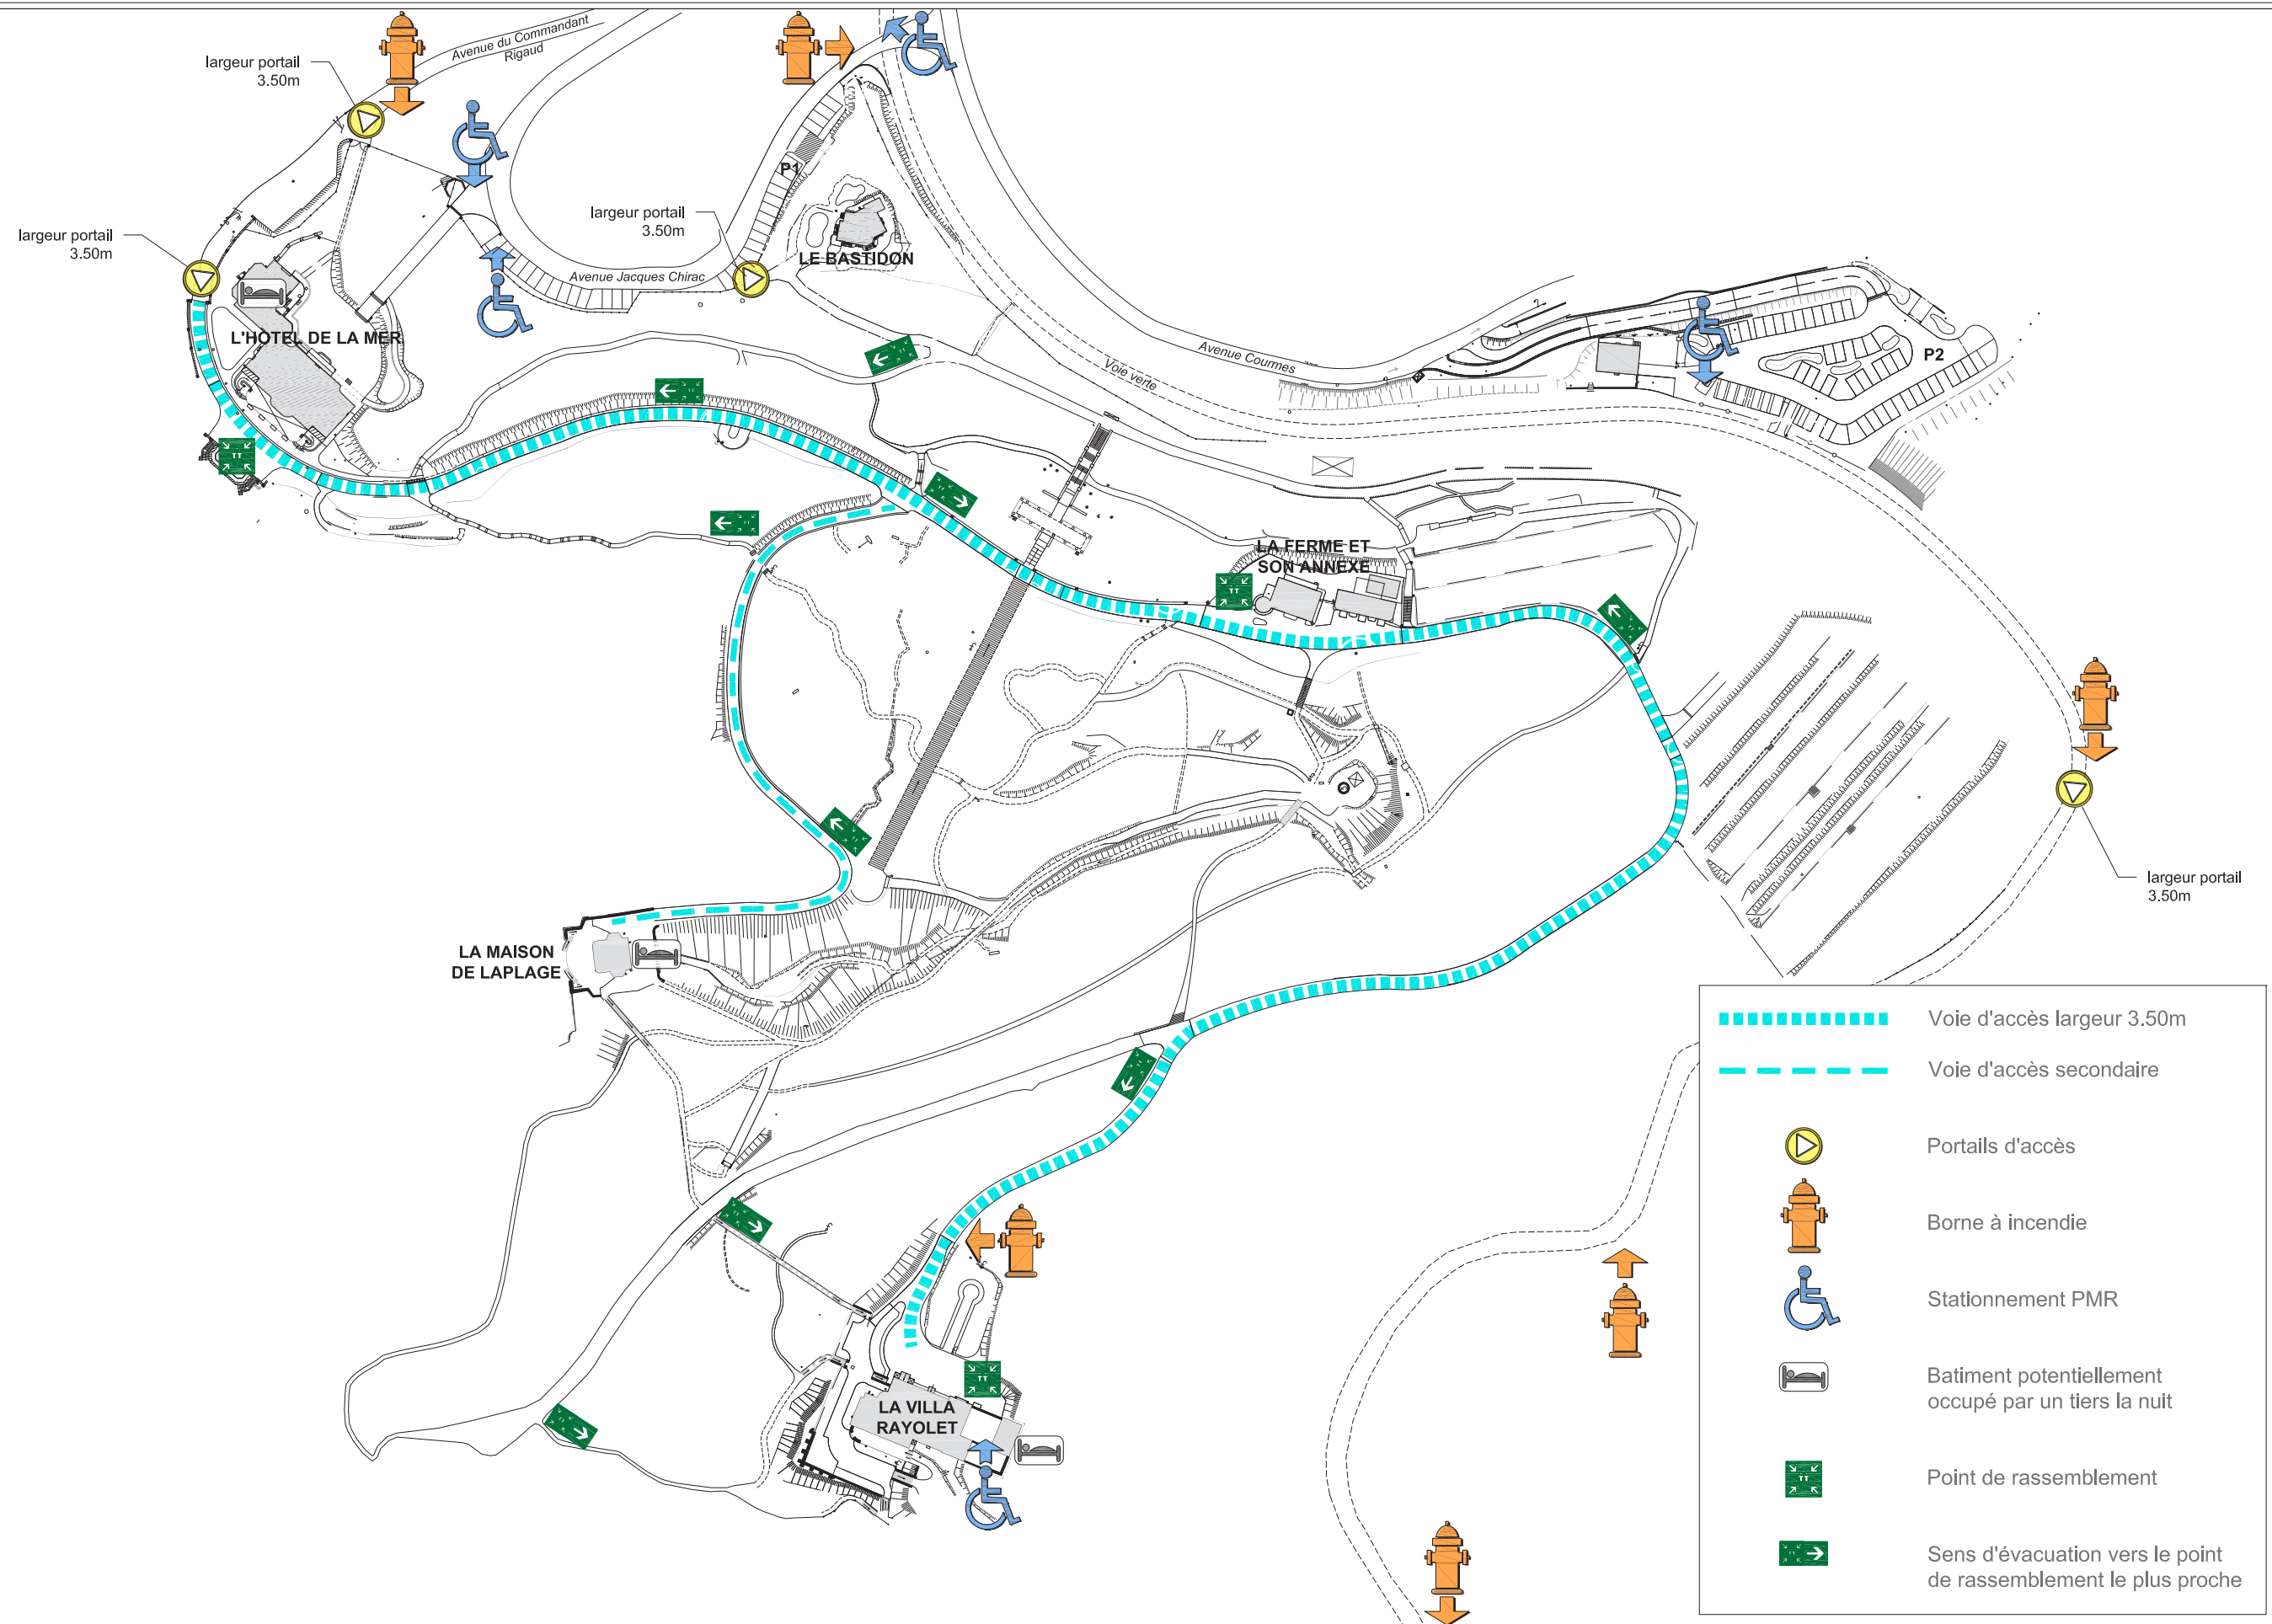 Avenue du Commandant
Rigaud
largeur portail
3.50m
largeur portail
3.50m
P1
largeur portail
3.50m
LE BASTIDON
Avenue Jacques Chirac
L'HOTEL DE LA MER
Avenue Courmes
Voie verte
P2
LA FERME ET
SON ANNEXE
largeur portail
3.50m
LA MAISON
DE LAPLAGE
LA VILLA
RAYOLET
Voie d'accès largeur 3.50m
Voie d'accès secondaire
Portails d'accès
Borne à incendie
Stationnement PMR
Batiment potentiellement
occupé par un tiers la nuit
Point de rassemblement
Sens d'évacuation vers le point
de rassemblement le plus proche